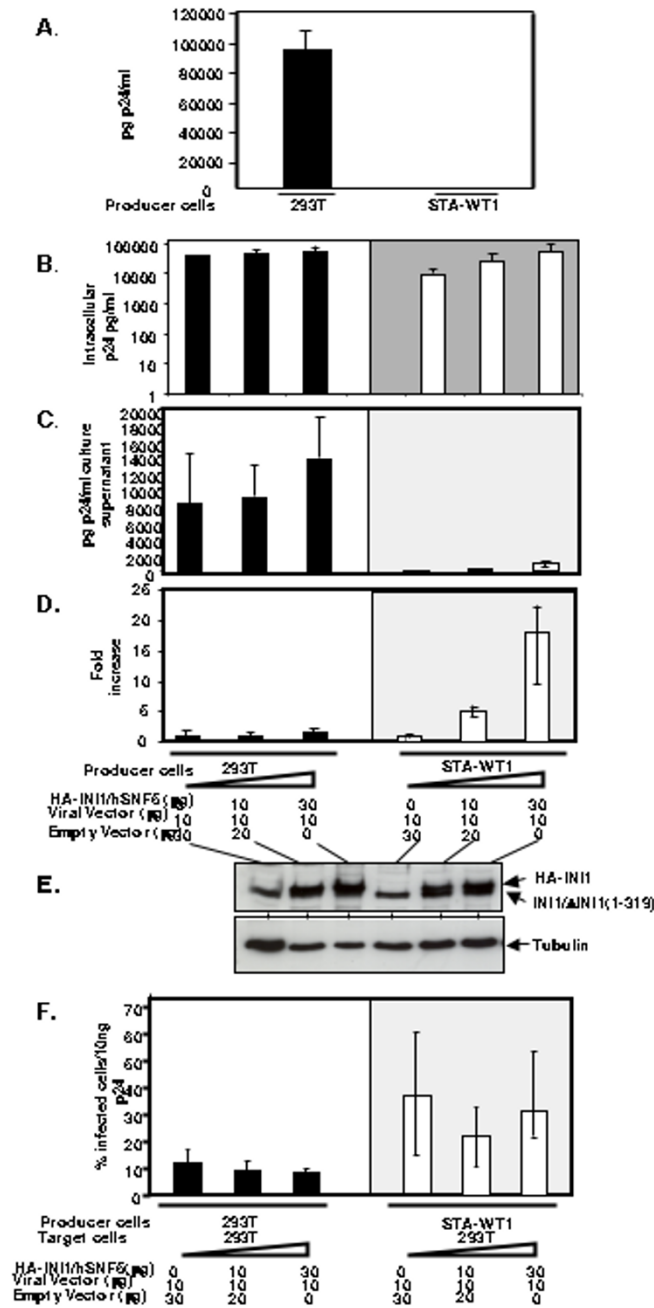 A.
120000
100000
80000
60000
40000
20000
0
pg p24/ml
Producer cells
293T
STA-WT1
B.
100000
10000
1000
100
10
1
Intracellular
p24 pg/ml
C.
20000
18000
16000
14000
12000
10000
8000
6000
4000
2000
0
pg p24/ml culture
supernatant
D.
26
20
15
10
5
0
Fold
increase
Producer cells
293T
STA-WT1
HA-INI1/hSNF5 (µg) 0 10 30 0 10 30
Viral Vector (µg) 10 10 10 10 10 10
Empty Vector (µg) 30 20 0 30 20 0
E.
HA-INI1
INI1/ΔINI1(1-319)
Tubulin
F.
70
60
50
40
30
20
10
0
% infected cells/10ng
p24
Producer cells 293T STA-WT1
Target cells 293T 293T
HA-INI1/hSNF5 (µg) 0 10 30 0 10 30
Viral Vector (µg) 10 10 10 10 10 10
Empty Vector (µg) 30 20 0 30 20 0